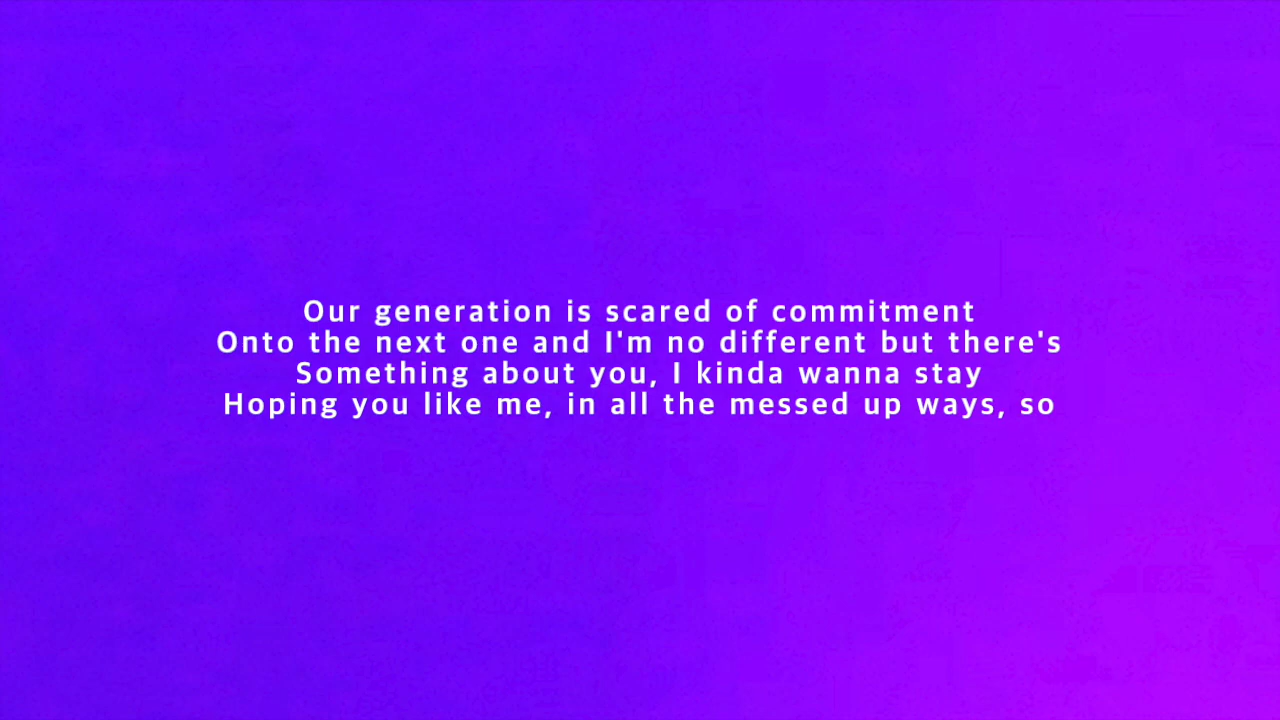 Our generation is scared of commitment
Onto the next one and I'm no different but there's
Something about you, I kinda wanna stay
Hoping you like me, in all the messed up ways, so